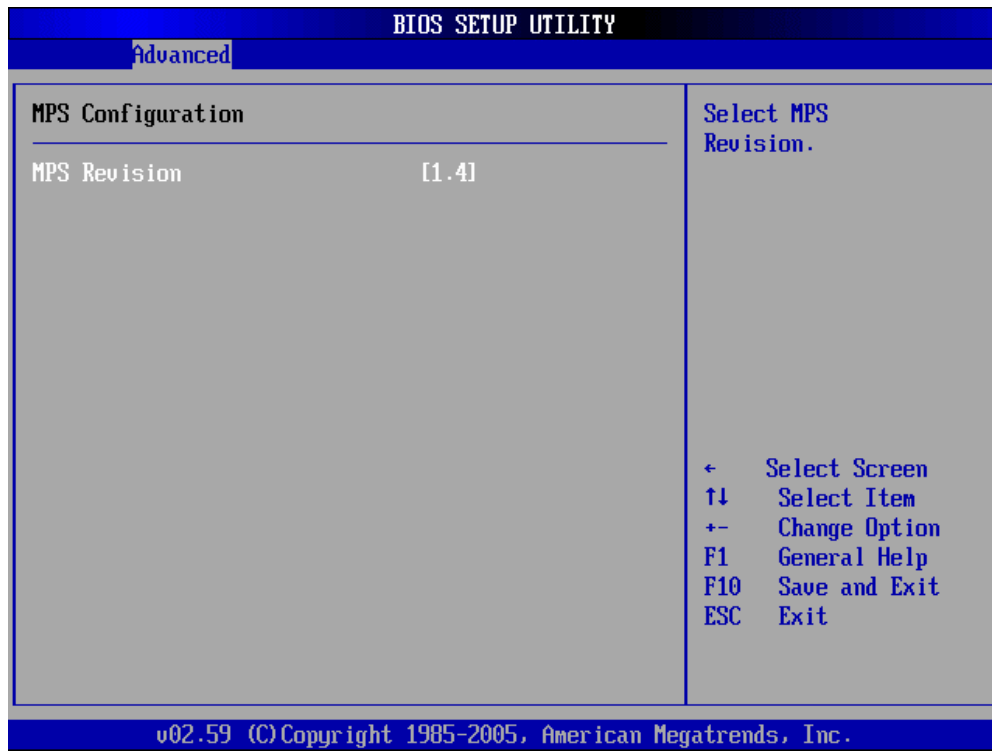 BIOS SETUP UTILITY
Advanced
MPS Configuration
MPS Revision [1.4]
Select MPS
Revision.
← Select Screen
↑↓ Select Item
+- Change Option
F1 General Help
F10 Save and Exit
ESC Exit
v02.59 (C)Copyright 1985-2005, American Megatrends, Inc.